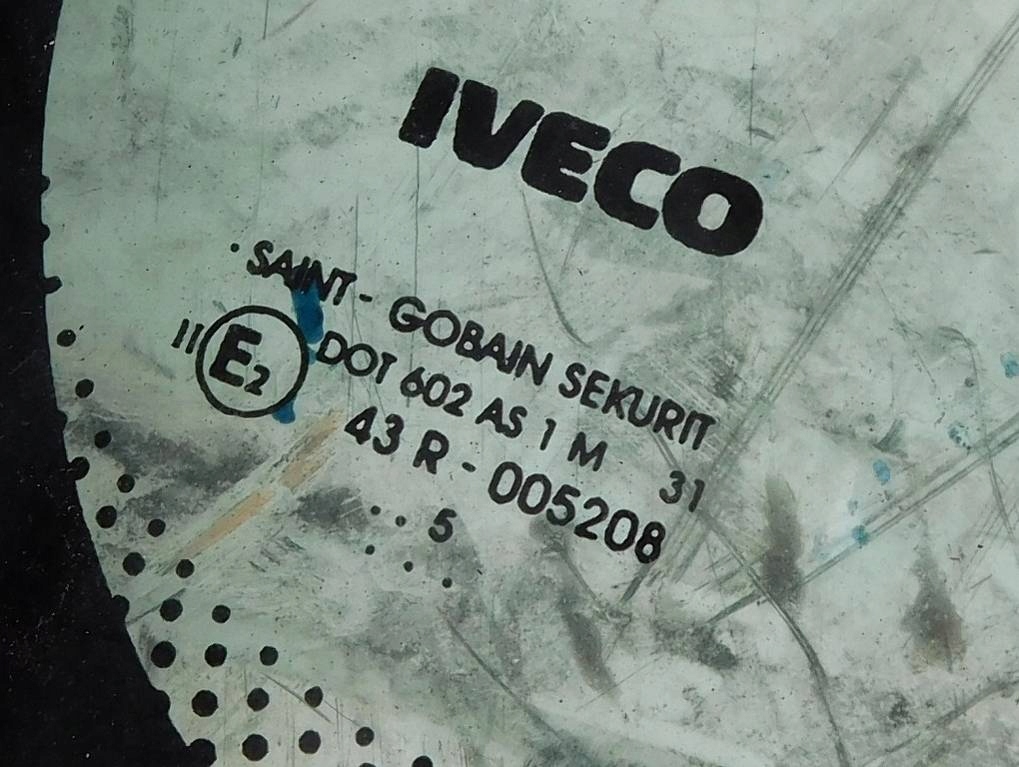 IVECO
SAINT - GOBAIN SEKURIT
II E2 DOT 602 AS 1 M 31
43 R - 005208
.. 5